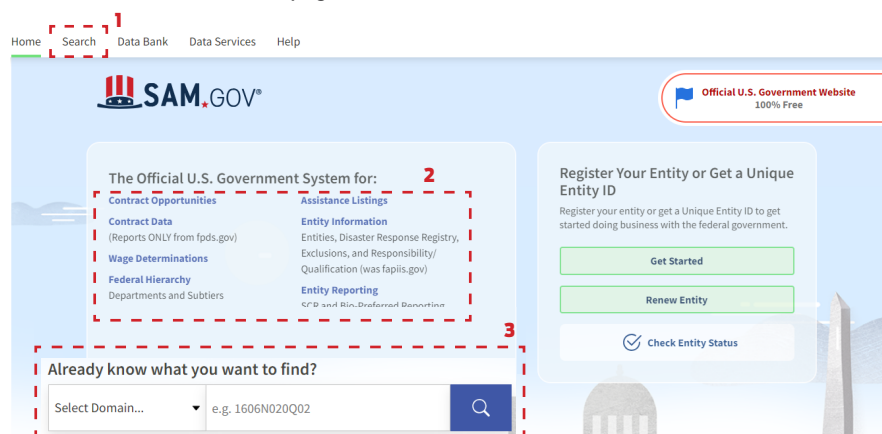 1
Home Search Data Bank Data Services Help
SAM.GOV®
Official U.S. Government Website
100% Free
The Official U.S. Government System for:
2
Contract Opportunities
Contract Data
(Reports ONLY from fpds.gov)
Wage Determinations
Federal Hierarchy
Departments and Subtiers
Assistance Listings
Entity Information
Entities, Disaster Response Registry,
Exclusions, and Responsibility/
Qualification (was fapiis.gov)
Entity Reporting
SCR and Bio-Preferred Reporting
Register Your Entity or Get a Unique
Entity ID
Register your entity or get a Unique Entity ID to get
started doing business with the federal government.
Get Started
Renew Entity
Check Entity Status
3
Already know what you want to find?
Select Domain...
e.g. 1606N020Q02